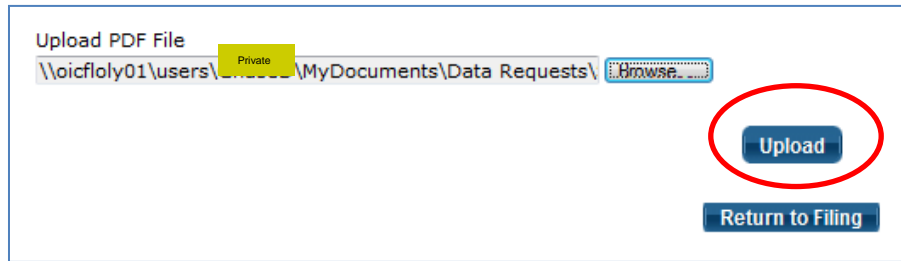 Upload PDF File
Private
\\oicfloly01\users\ \MyDocuments\Data Requests\ Browse...
Upload
Return to Filing